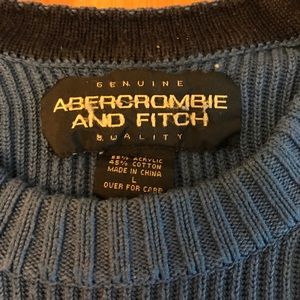 GENUINE
ABERCROMBIE
AND FITCH
QUALITY
55% ACRYLIC
45% COTTON
MADE IN CHINA
L
OVER FOR CARE